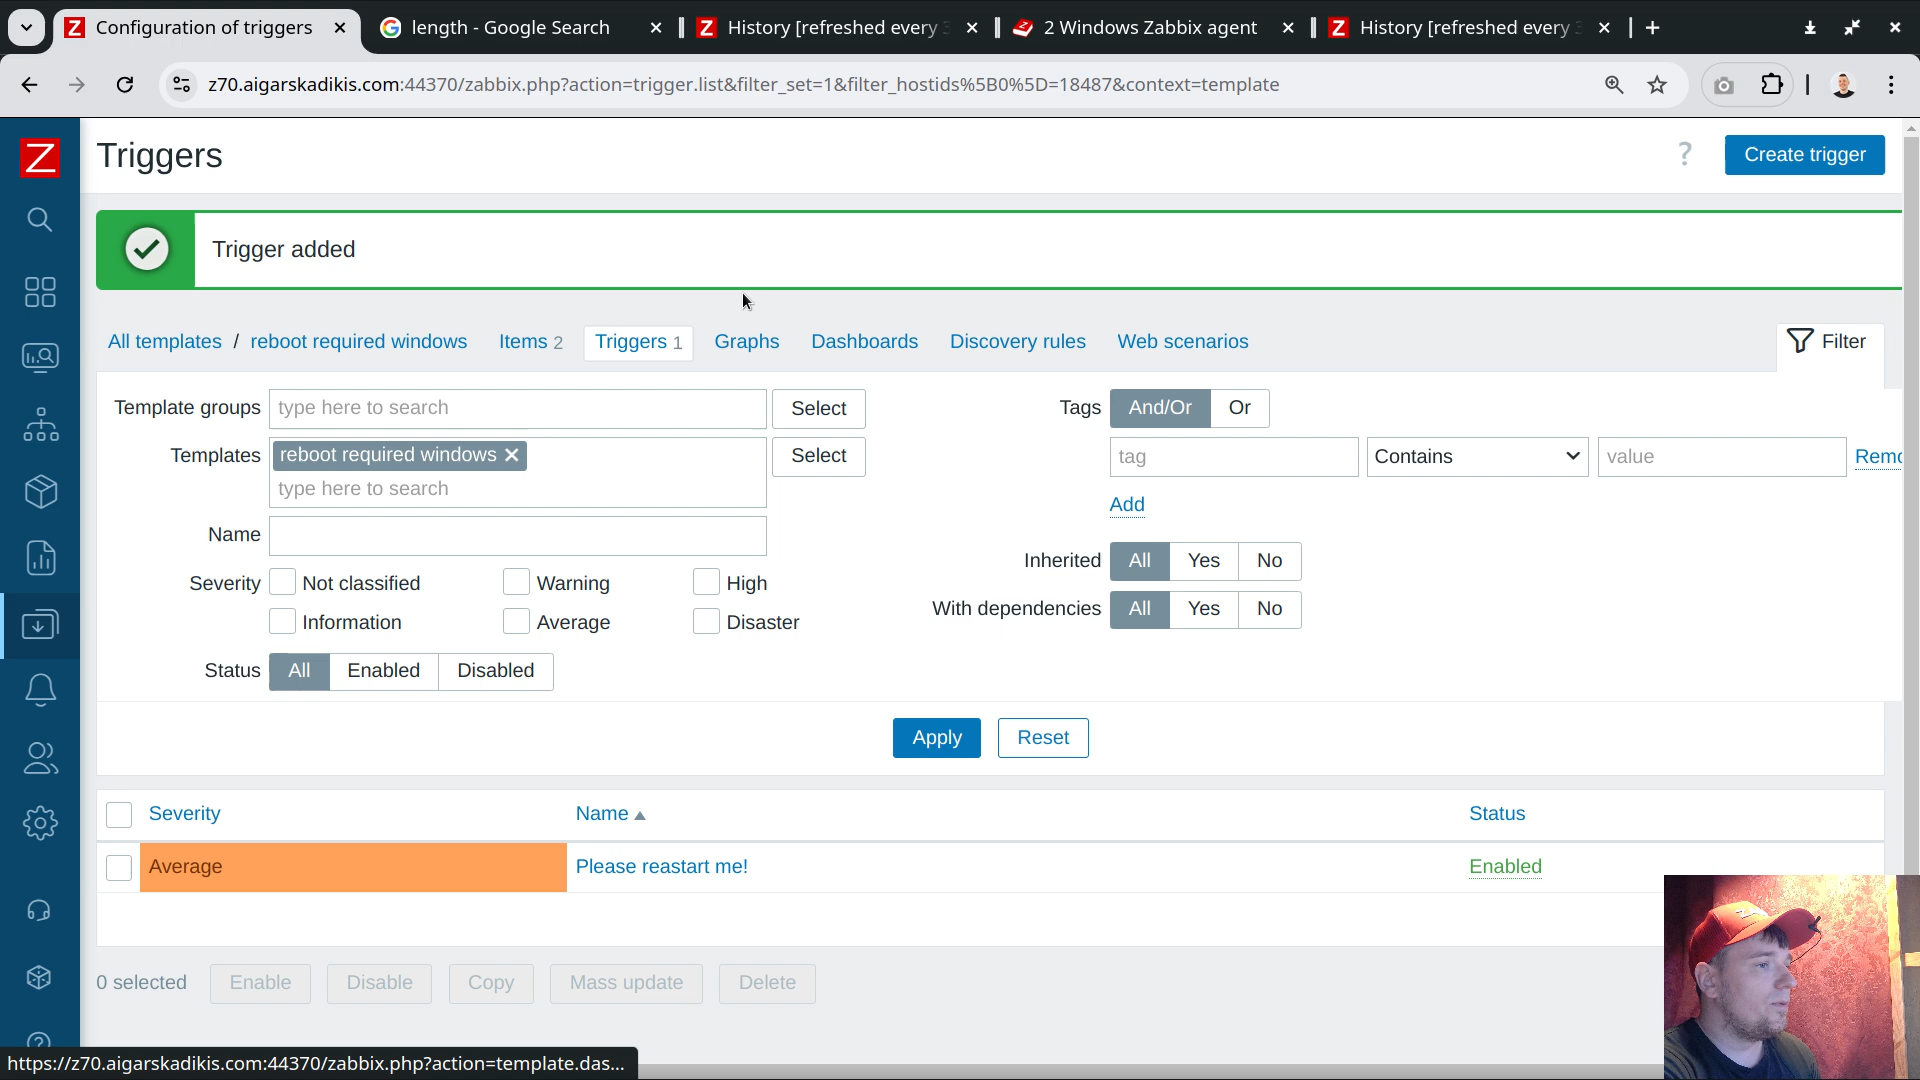 Configuration of triggers
length - Google Search
History [refreshed every
2 Windows Zabbix agent
History [refreshed every
z70.aigarskadikis.com:44370/zabbix.php?action=trigger.list&filter_set=1&filter_hostids%5B0%5D=18487&context=template
Z
Triggers
?
Create trigger
Trigger added
All templates / reboot required windows Items 2 Triggers 1 Graphs Dashboards Discovery rules Web scenarios
Filter
Template groups type here to search Select
Tags And/Or Or
Templates reboot required windows Select
type here to search
tag Contains value Remo
Add
Name
Inherited All Yes No
Severity Not classified Warning High
Information Average Disaster
With dependencies All Yes No
Status All Enabled Disabled
Apply Reset
Severity Name Status
Average Please reastart me! Enabled
0 selected Enable Disable Copy Mass update Delete
https://z70.aigarskadikis.com:44370/zabbix.php?action=template.das...